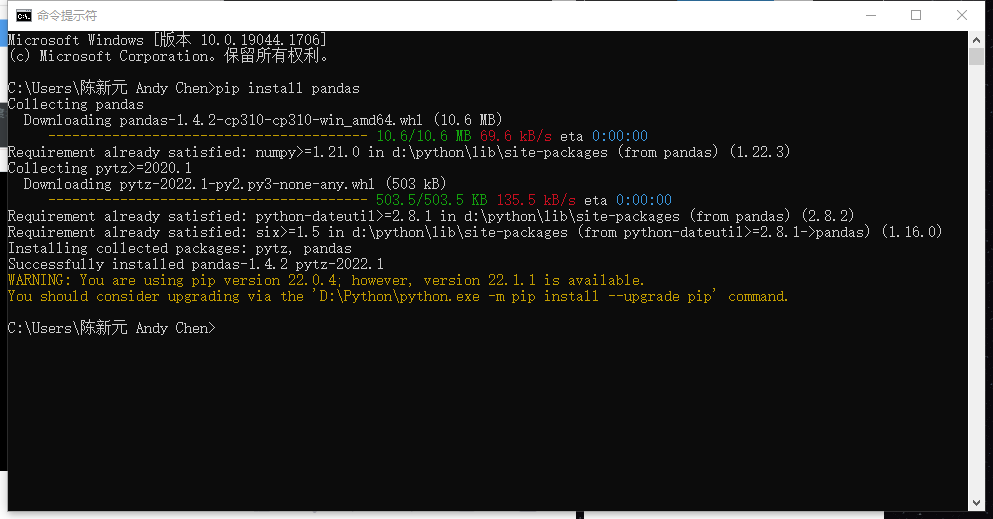 命令提示符
Microsoft Windows [版本 10.0.19044.1706]
(c) Microsoft Corporation。保留所有权利。
C:\Users\陈新元 Andy Chen>pip install pandas
Collecting pandas
Downloading pandas-1.4.2-cp310-cp310-win_amd64.whl (10.6 MB)
---------------------------------------- 10.6/10.6 MB 69.6 kB/s eta 0:00:00
Requirement already satisfied: numpy>=1.21.0 in d:\python\lib\site-packages (from pandas) (1.22.3)
Collecting pytz>=2020.1
Downloading pytz-2022.1-py2.py3-none-any.whl (503 kB)
---------------------------------------- 503.5/503.5 KB 135.5 kB/s eta 0:00:00
Requirement already satisfied: python-dateutil>=2.8.1 in d:\python\lib\site-packages (from pandas) (2.8.2)
Requirement already satisfied: six>=1.5 in d:\python\lib\site-packages (from python-dateutil>=2.8.1->pandas) (1.16.0)
Installing collected packages: pytz, pandas
Successfully installed pandas-1.4.2 pytz-2022.1
WARNING: You are using pip version 22.0.4; however, version 22.1.1 is available.
You should consider upgrading via the 'D:\Python\python.exe -m pip install --upgrade pip' command.
C:\Users\陈新元 Andy Chen>